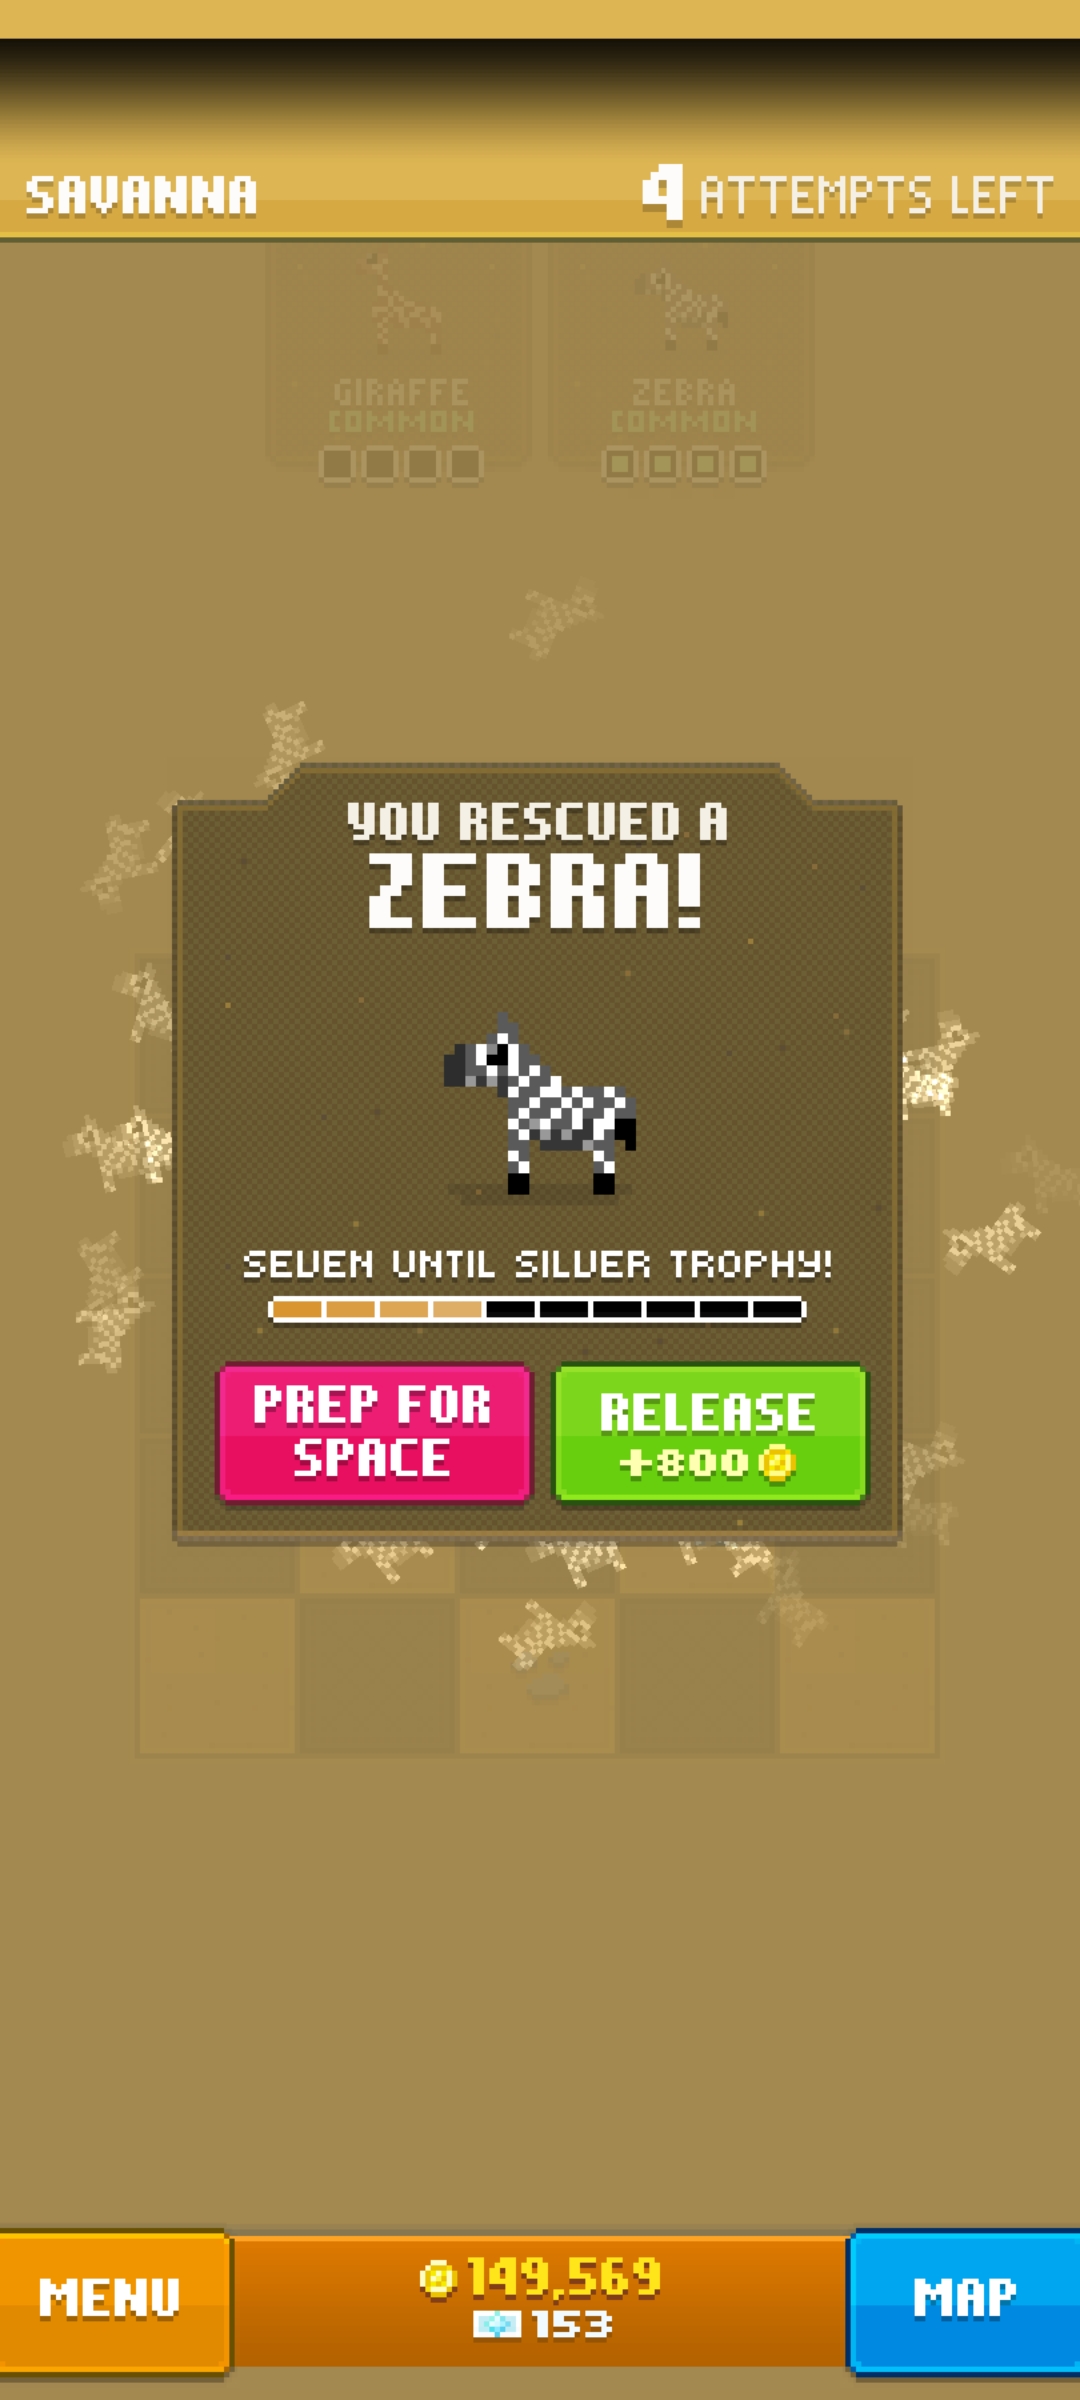 SAVANNA
4 ATTEMPTS LEFT
GIRAFFE
COMMON
ZEBRA
COMMON
YOU RESCUED A
ZEBRA!
SEVEN UNTIL SILVER TROPHY!
PREP FOR
SPACE
RELEASE
+800
MENU
149,569
153
MAP